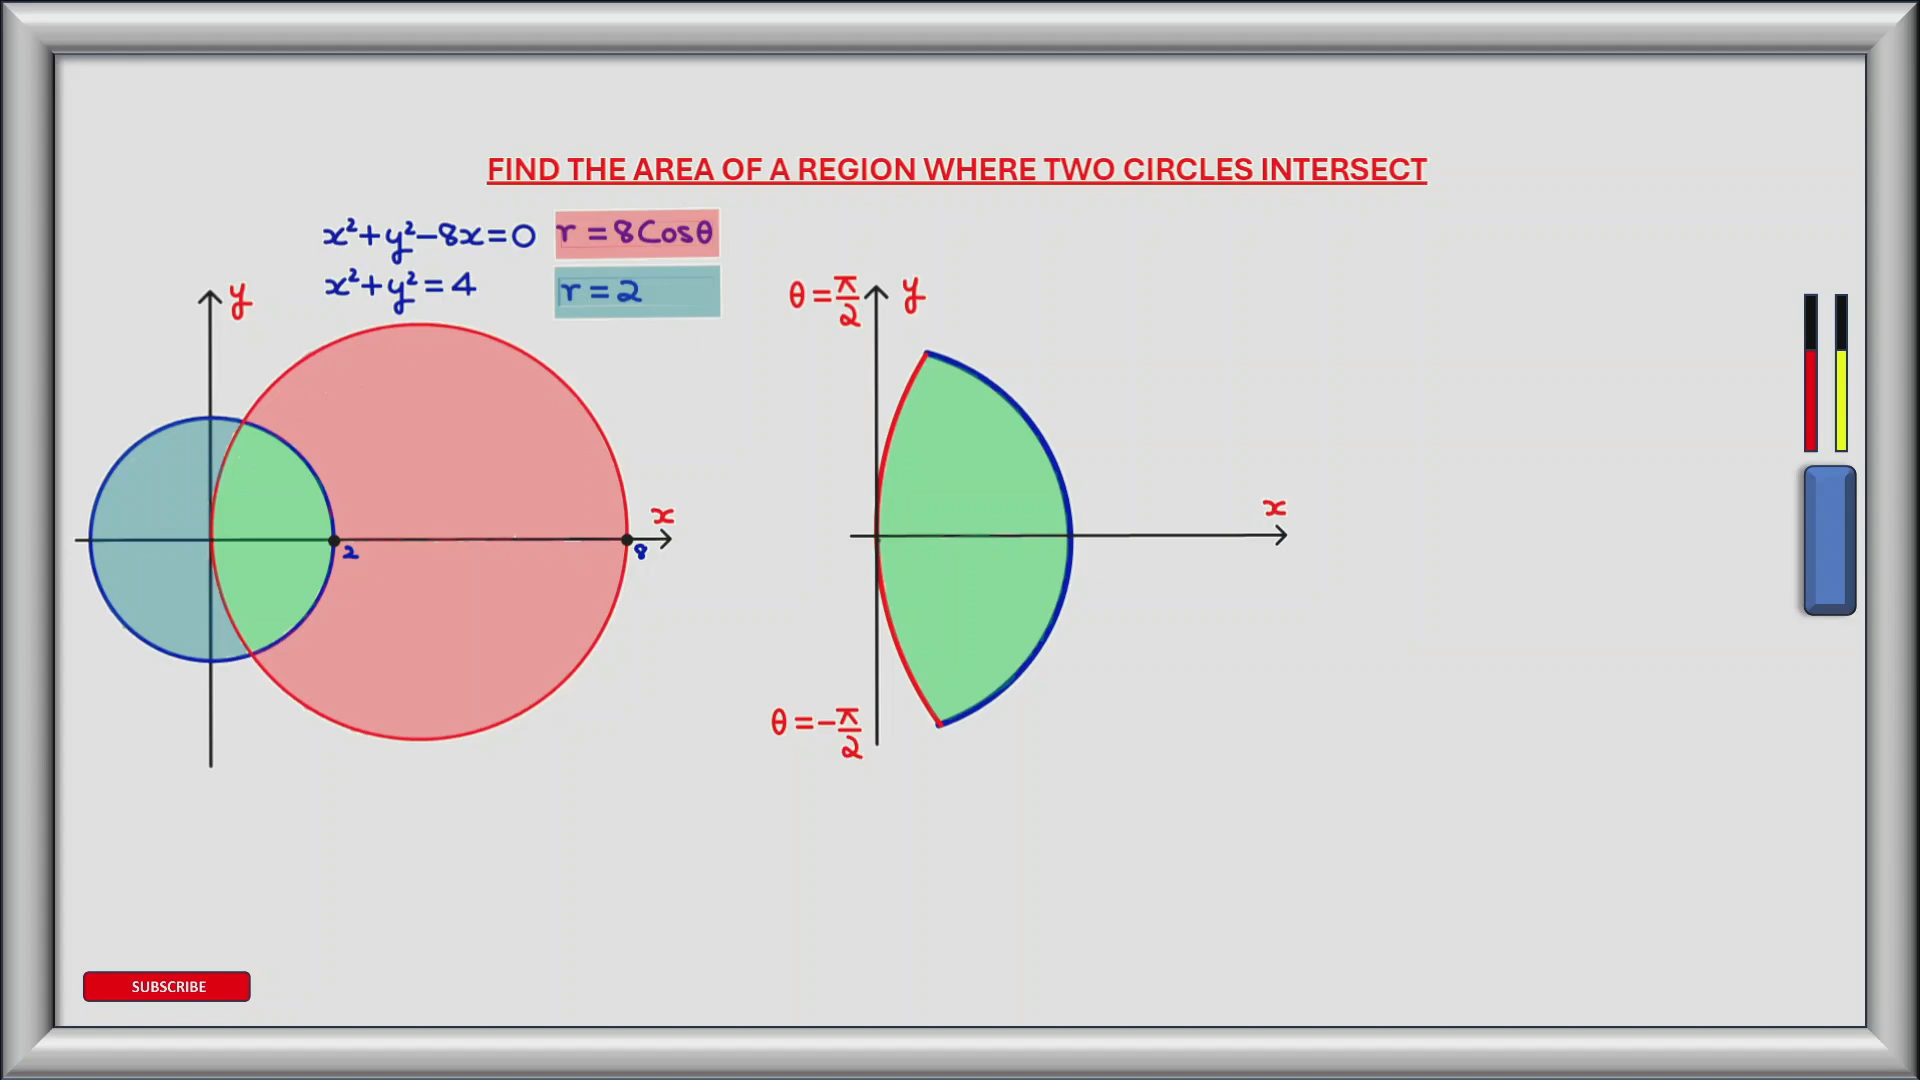 FIND THE AREA OF A REGION WHERE TWO CIRCLES INTERSECT
x²+y²−8x=0 r=8Cosθ
x²+y²=4 r=2
y
x
2
8
θ=π/2 y
x
θ=−π/2
SUBSCRIBE